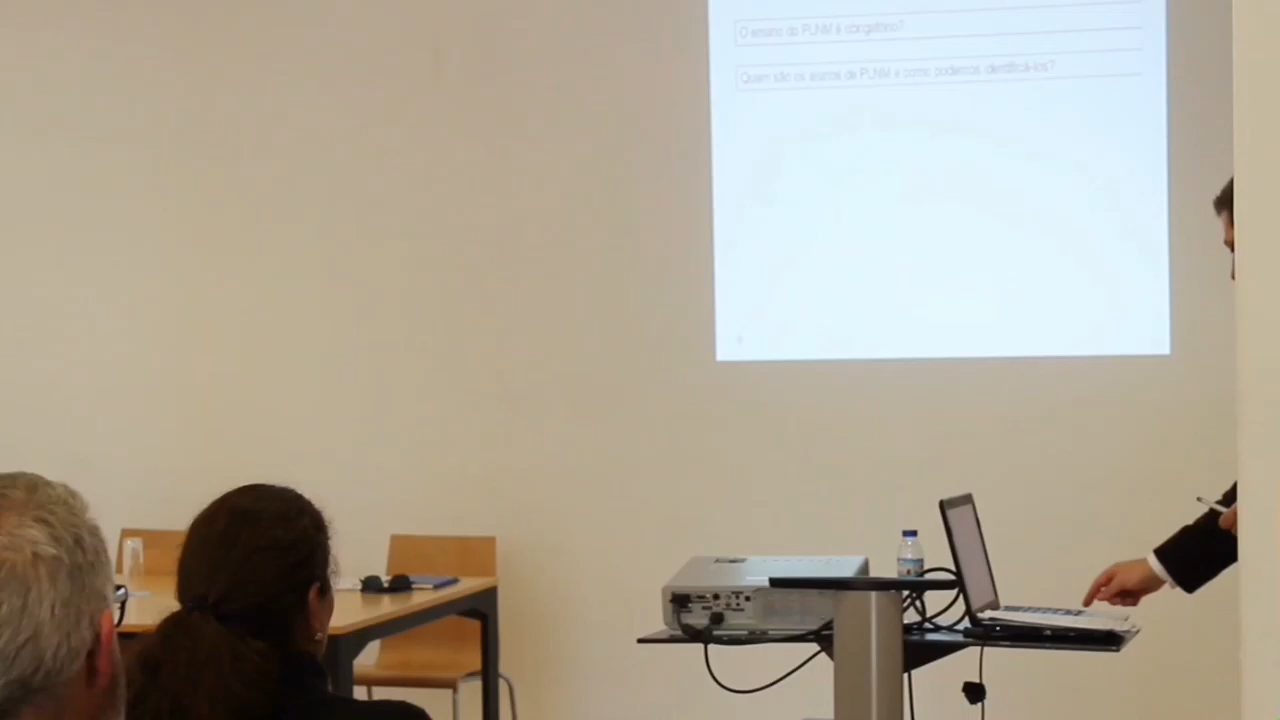 O ensino do PLNM é obrigatório?
Quem são os alunos de PLNM e como podemos identificá-los?